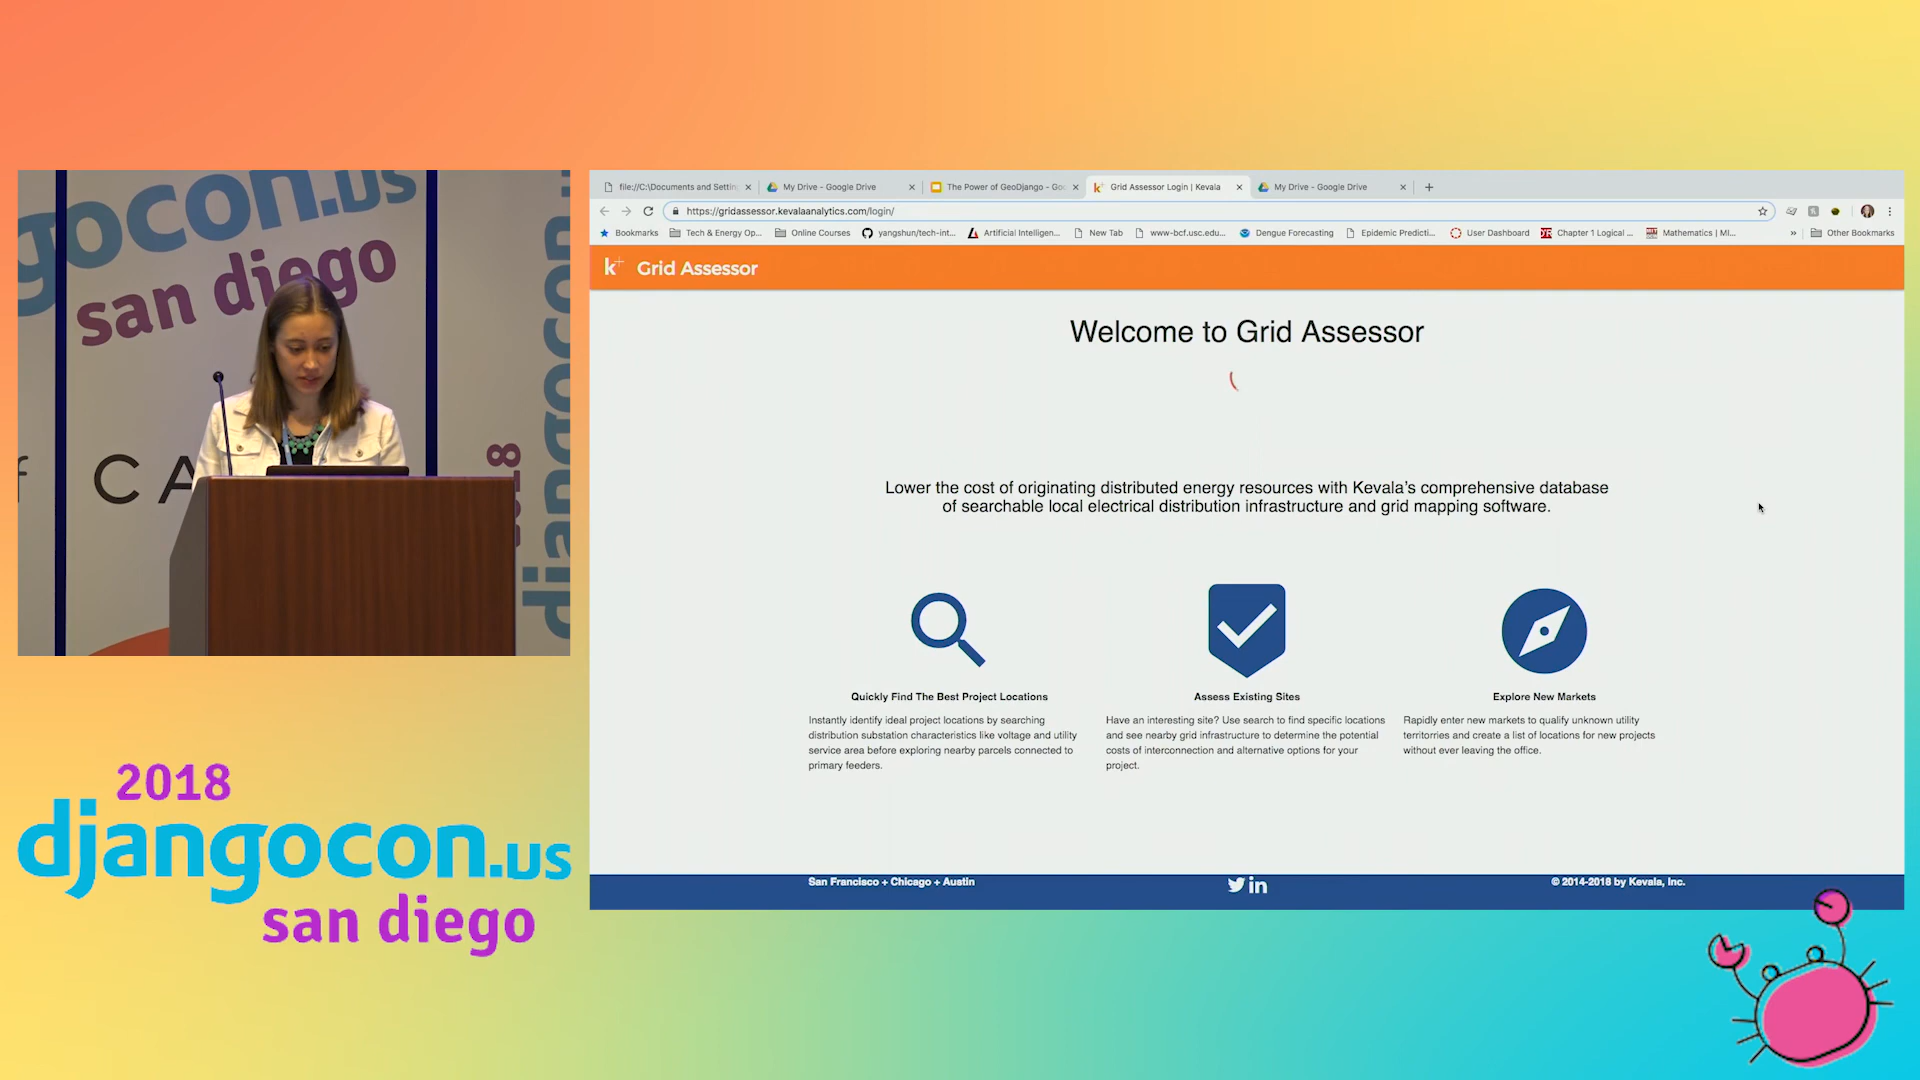 gocon.us
san diego
CA
2018
djangocon
2018
djangocon.us
san diego
file://C:\Documents and Settin
My Drive - Google Drive
The Power of GeoDjango - Goo
Grid Assessor Login | Kevala
My Drive - Google Drive
https://gridassessor.kevalaanalytics.com/login/
Bookmarks
Tech & Energy Op...
Online Courses
yangshun/tech-int...
Artificial Intelligen...
New Tab
www-bcf.usc.edu...
Dengue Forecasting
Epidemic Predicti...
User Dashboard
Chapter 1 Logical ...
Mathematics | MI...
Other Bookmarks
k+ Grid Assessor
Welcome to Grid Assessor
Lower the cost of originating distributed energy resources with Kevala's comprehensive database
of searchable local electrical distribution infrastructure and grid mapping software.
Quickly Find The Best Project Locations
Instantly identify ideal project locations by searching
distribution substation characteristics like voltage and utility
service area before exploring nearby parcels connected to
primary feeders.
Assess Existing Sites
Have an interesting site? Use search to find specific locations
and see nearby grid infrastructure to determine the potential
costs of interconnection and alternative options for your
project.
Explore New Markets
Rapidly enter new markets to qualify unknown utility
territories and create a list of locations for new projects
without ever leaving the office.
San Francisco + Chicago + Austin
© 2014-2018 by Kevala, Inc.